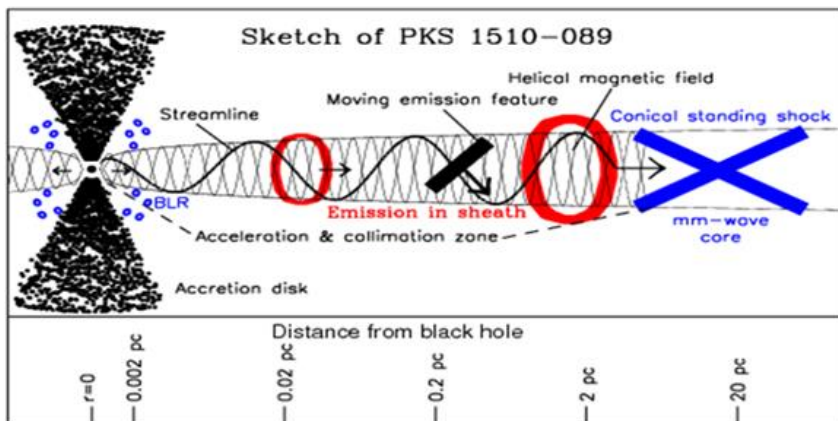 Sketch of PKS 1510-089
Helical magnetic field
Moving emission feature
Streamline
Conical standing shock
BLR
Emission in sheath
Acceleration & collimation zone
mm-wave
core
Accretion disk
Distance from black hole
r=0
0.002 pc
0.02 pc
0.2 pc
2 pc
20 pc